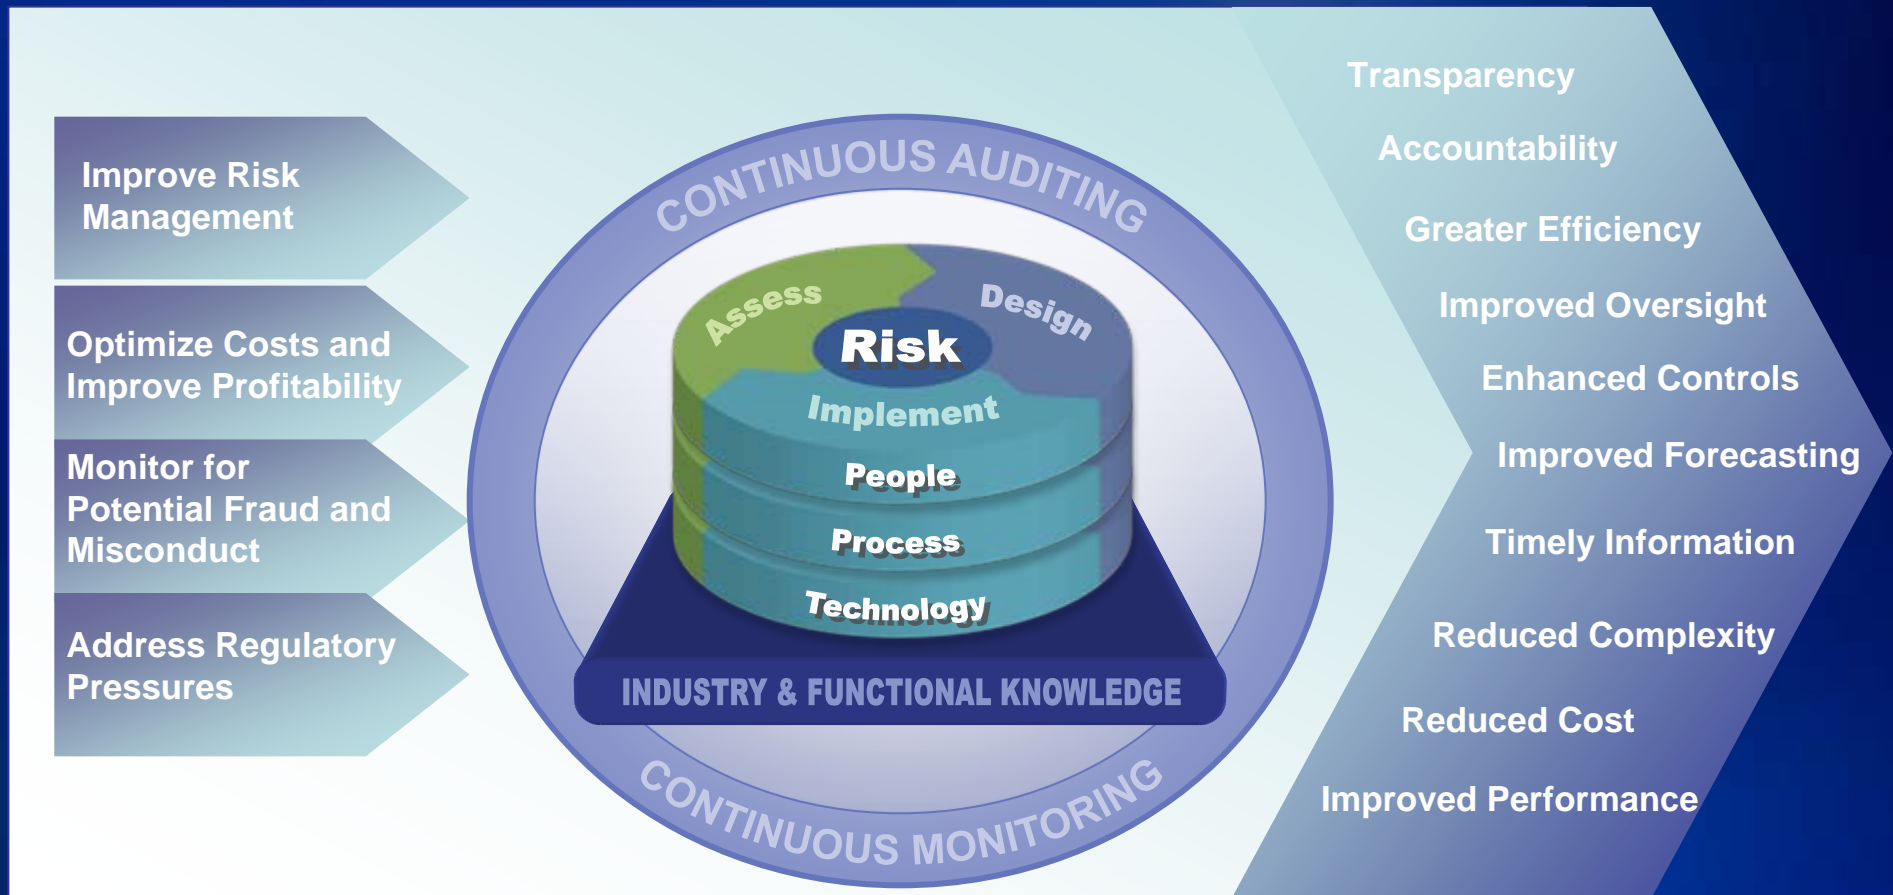 Improve Risk
Management
Optimize Costs and
Improve Profitability
Monitor for
Potential Fraud and
Misconduct
Address Regulatory
Pressures
CONTINUOUS AUDITING
Assess
Design
Risk
Implement
People
Process
Technology
INDUSTRY & FUNCTIONAL KNOWLEDGE
CONTINUOUS MONITORING
Transparency
Accountability
Greater Efficiency
Improved Oversight
Enhanced Controls
Improved Forecasting
Timely Information
Reduced Complexity
Reduced Cost
Improved Performance